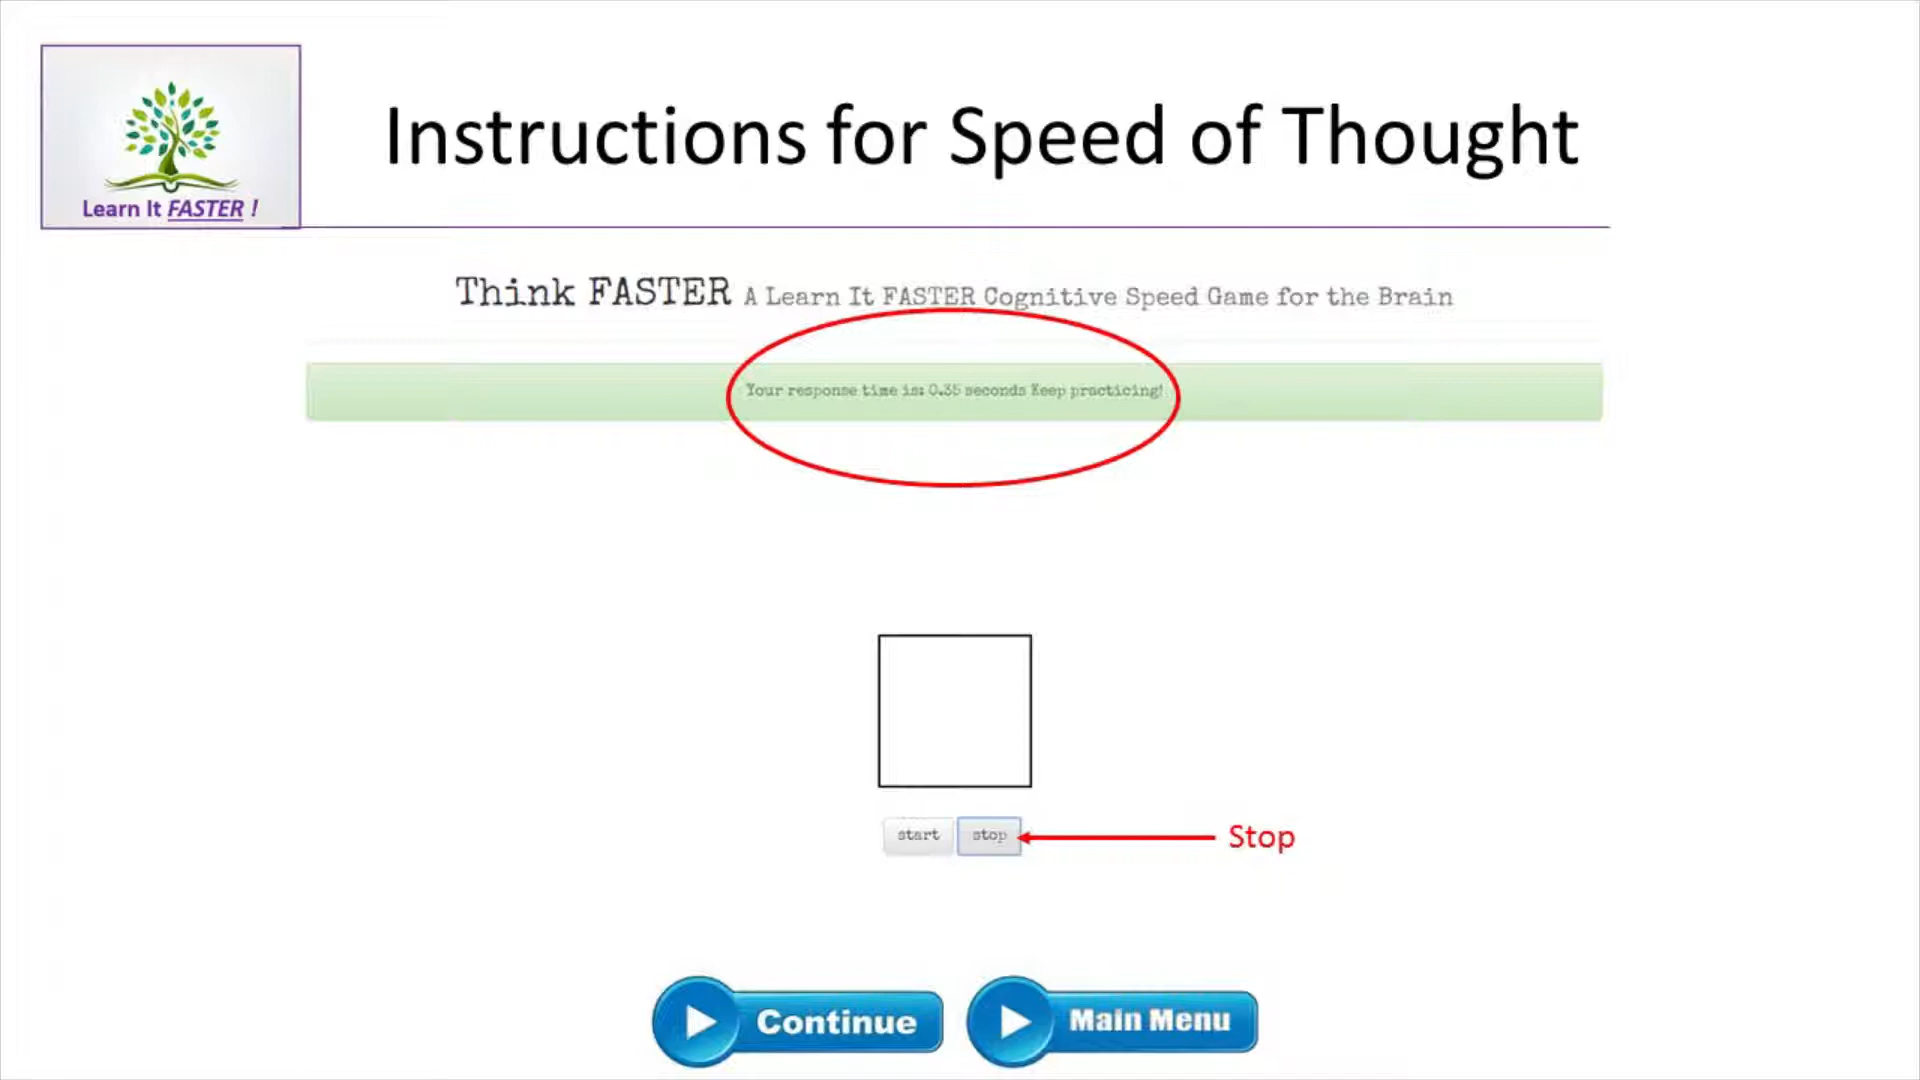 Instructions for Speed of Thought
Learn It FASTER !
Think FASTER A Learn It FASTER Cognitive Speed Game for the Brain
Your response time is: 0.35 seconds Keep practicing!
start stop Stop
Continue Main Menu